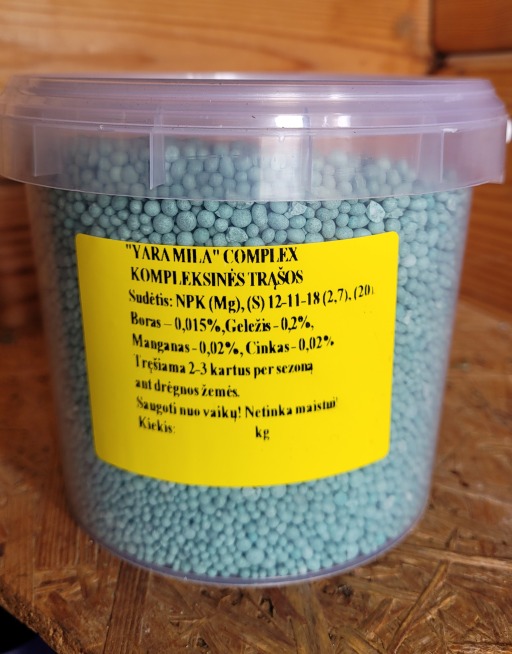 "YARA MILA" COMPLEX
KOMPLEKSINĖS TRĄŠOS
Sudėtis: NPK (Mg), (S) 12-11-18 (2,7), (20
Boras – 0,015%, Geležis - 0,2%,
Manganas - 0,02%, Cinkas - 0,02%
Tręšiama 2-3 kartus per sezoną
ant drėgnos žemės.
Saugoti nuo vaikų! Netinka maistui!
Kiekis: kg